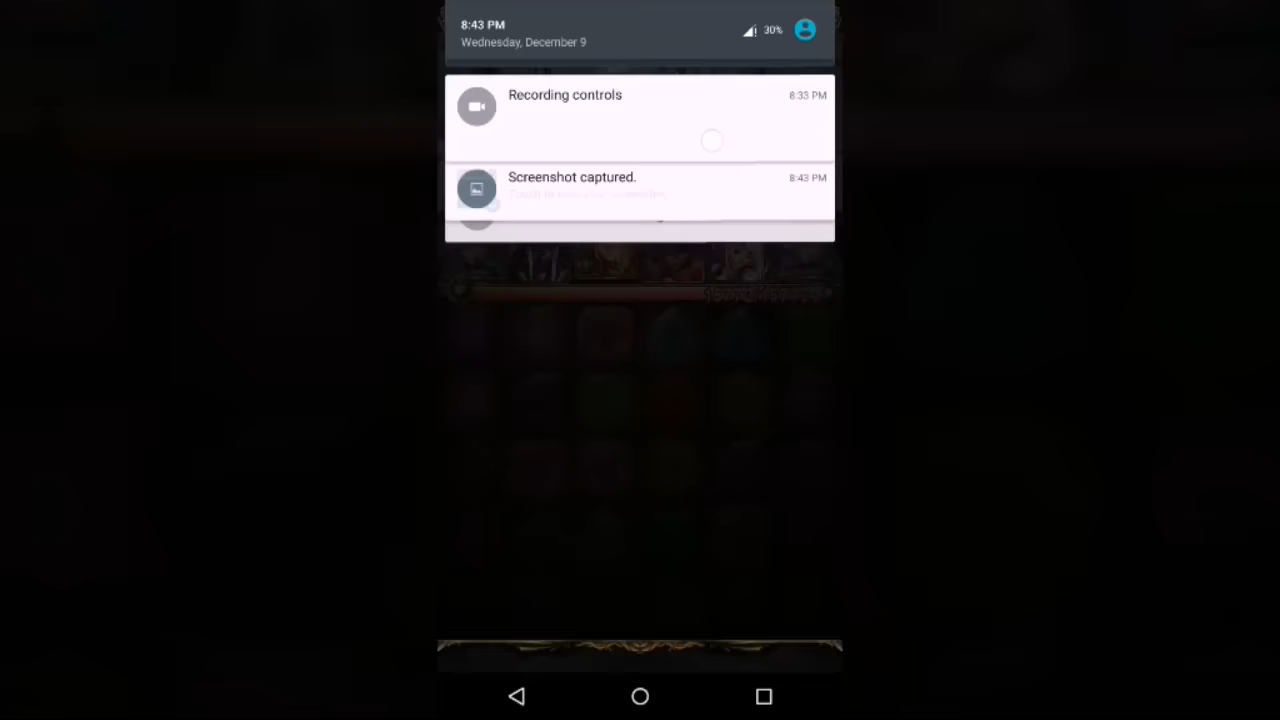 8:43 PM
30%
Wednesday, December 9
Recording controls
8:33 PM
Screenshot captured.
8:43 PM